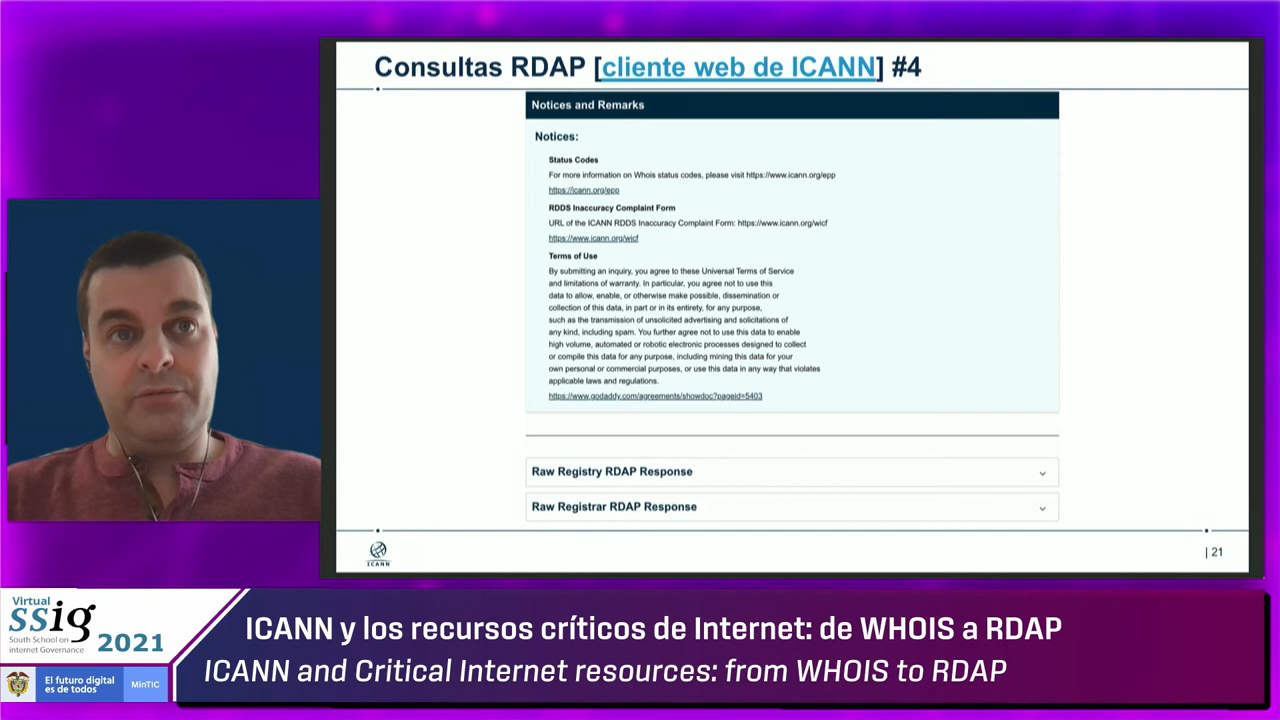 Consultas RDAP [cliente web de ICANN] #4
Notices and Remarks
Notices:
Status Codes
For more information on Whois status codes, please visit https://www.icann.org/epp
https://icann.org/epp
RDDS Inaccuracy Complaint Form
URL of the ICANN RDDS Inaccuracy Complaint Form: https://www.icann.org/wicf
https://www.icann.org/wicf
Terms of Use
By submitting an inquiry, you agree to these Universal Terms of Service
and limitations of warranty. In particular, you agree not to use this
data to allow, enable, or otherwise make possible, dissemination or
collection of this data, in part or in its entirety, for any purpose,
such as the transmission of unsolicited advertising and solicitations of
any kind, including spam. You further agree not to use this data to enable
high volume, automated or robotic electronic processes designed to collect
or compile this data for any purpose, including mining this data for your
own personal or commercial purposes, or use this data in any way that violates
applicable laws and regulations.
https://www.godaddy.com/agreements/showdoc?pageid=5403
Raw Registry RDAP Response
Raw Registrar RDAP Response
ICANN
| 21
Virtual
ssig
South School on
internet Governance
2021
El futuro digital
es de todos
MinTIC
ICANN y los recursos críticos de Internet: de WHOIS a RDAP
ICANN and Critical Internet resources: from WHOIS to RDAP